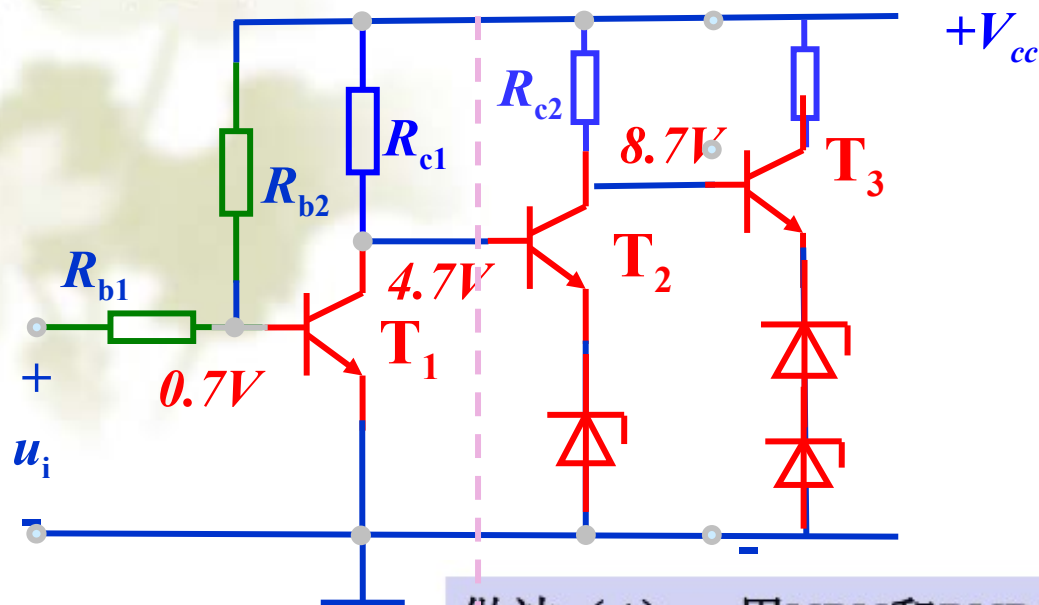 +Vcc
Rc2
8.7V
T3
Rc1
Rb2
T2
Rb1
4.7V
T1
0.7V
+
ui
-
-